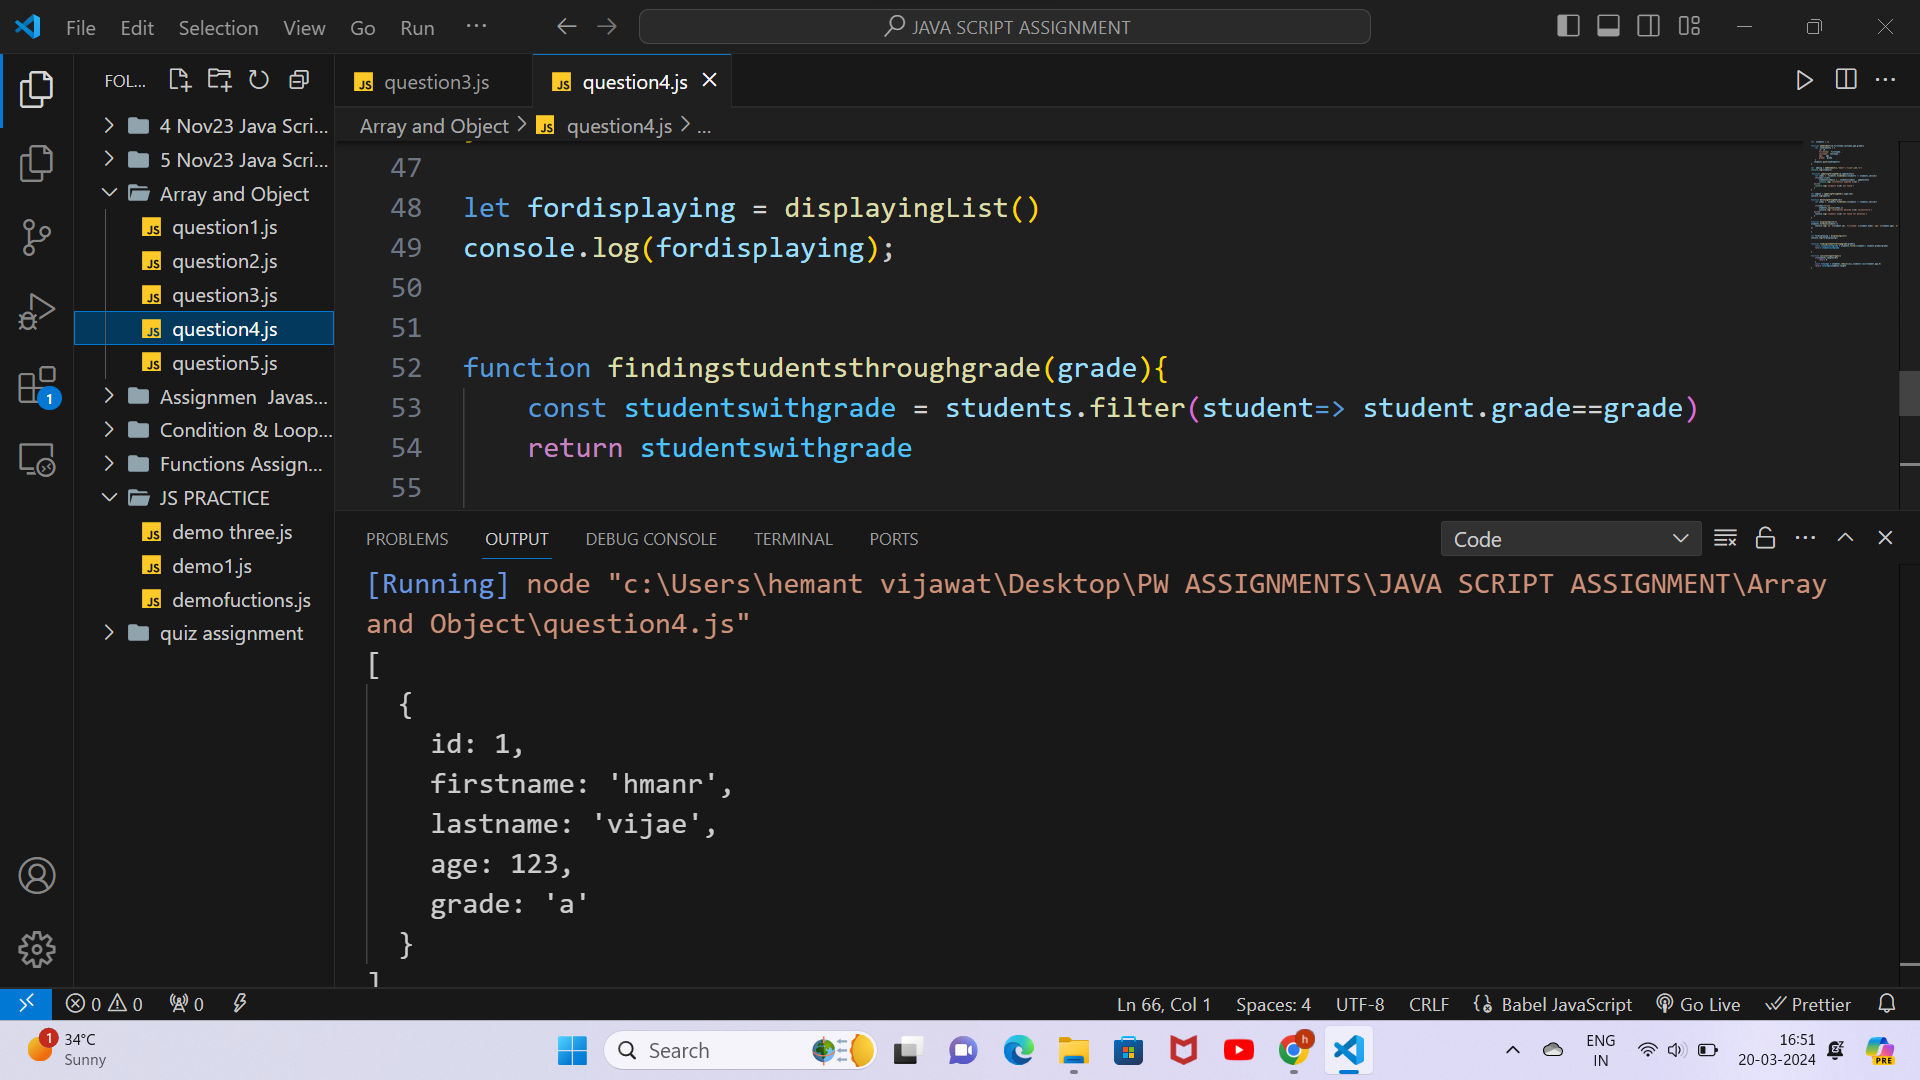 File Edit Selection View Go Run ···
JAVA SCRIPT ASSIGNMENT
FOL...
question3.js
question4.js
Array and Object > question4.js > ...
4 Nov23 Java Scri...
5 Nov23 Java Scri...
Array and Object
question1.js
question2.js
question3.js
question4.js
question5.js
Assignmen Javas...
Condition & Loop...
Functions Assign...
JS PRACTICE
demo three.js
demo1.js
demofuctions.js
quiz assignment
1
47
48 let fordisplaying = displayingList()
49 console.log(fordisplaying);
50
51
52 function findingstudentsthroughgrade(grade){
53 const studentswithgrade = students.filter(student=> student.grade==grade)
54 return studentswithgrade
55
PROBLEMS OUTPUT DEBUG CONSOLE TERMINAL PORTS
Code
[Running] node "c:\Users\hemant vijawat\Desktop\PW ASSIGNMENTS\JAVA SCRIPT ASSIGNMENT\Array
and Object\question4.js"
[
{
id: 1,
firstname: 'hmanr',
lastname: 'vijae',
age: 123,
grade: 'a'
}
]
0 0 0
Ln 66, Col 1 Spaces: 4 UTF-8 CRLF Babel JavaScript Go Live Prettier
1
34°C
Sunny
Search
h
ENG
IN
16:51
20-03-2024
PRE